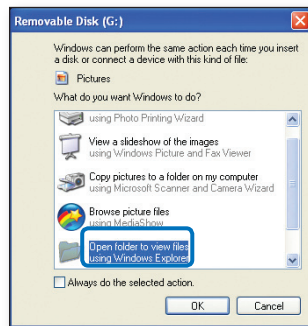 Removable Disk (G:)
Windows can perform the same action each time you insert
a disk or connect a device with this kind of file:
Pictures
What do you want Windows to do?
using Photo Printing Wizard
View a slideshow of the images
using Windows Picture and Fax Viewer
Copy pictures to a folder on my computer
using Microsoft Scanner and Camera Wizard
Browse picture files
using MediaShow
Open folder to view files
using Windows Explorer
Always do the selected action.
OK
Cancel